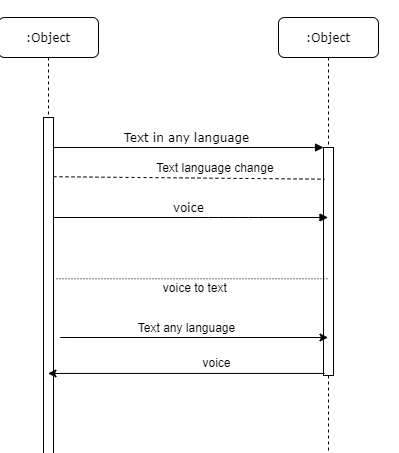 :Object
:Object
Text in any language
Text language change
voice
voice to text
Text any language
voice